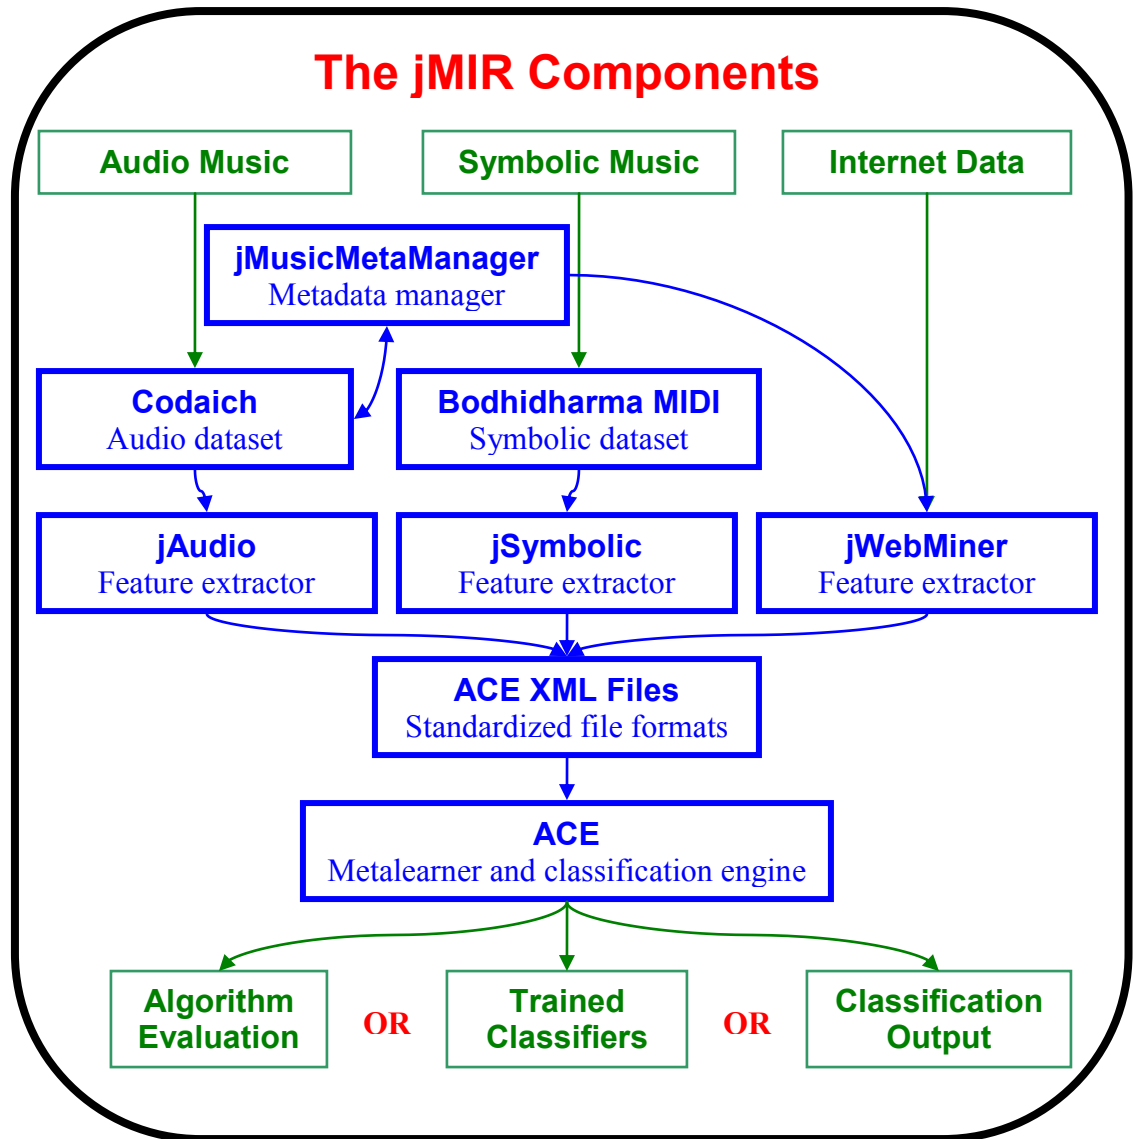 The jMIR Components
Audio Music
Symbolic Music
Internet Data
jMusicMetaManager
Metadata manager
Codaich
Audio dataset
Bodhidharma MIDI
Symbolic dataset
jAudio
Feature extractor
jSymbolic
Feature extractor
jWebMiner
Feature extractor
ACE XML Files
Standardized file formats
ACE
Metalearner and classification engine
Algorithm
Evaluation
OR
Trained
Classifiers
OR
Classification
Output